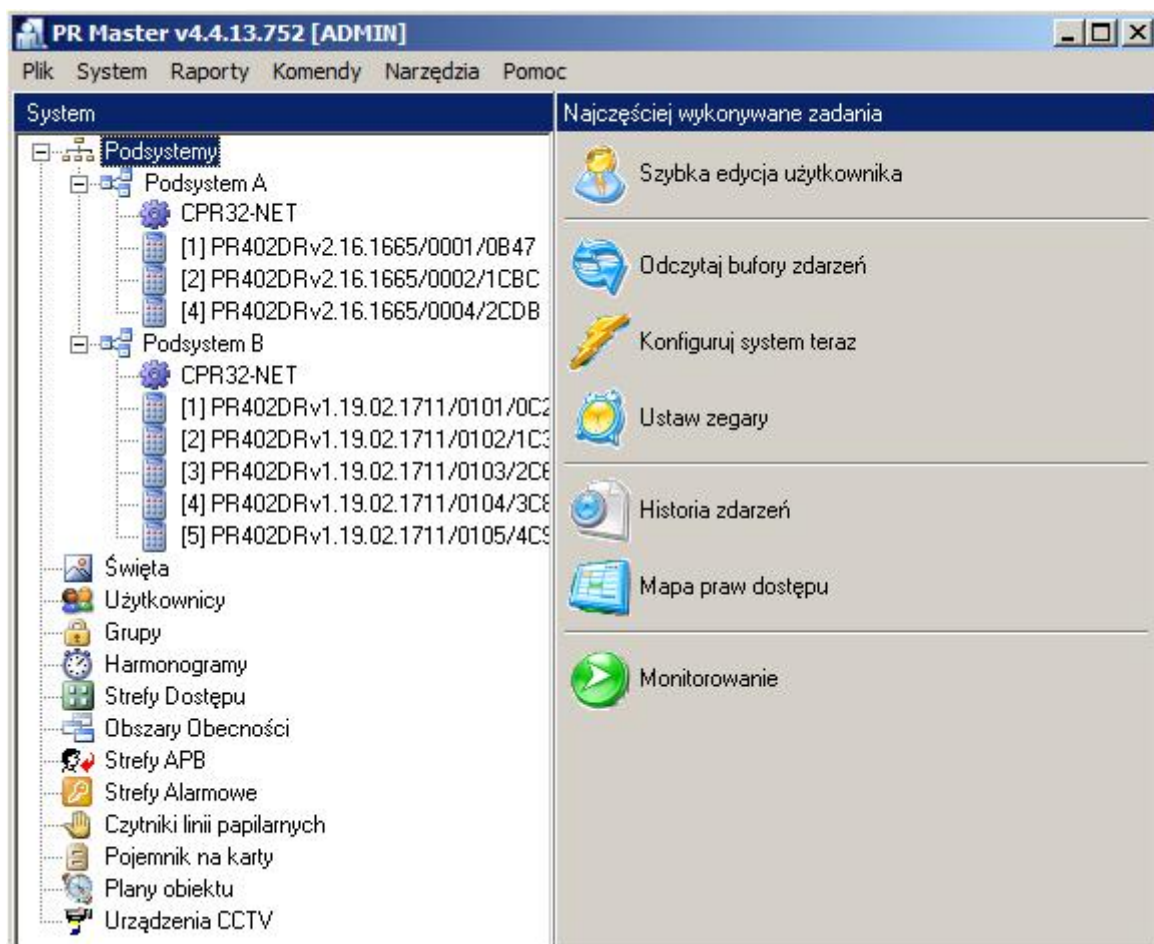 PR Master v4.4.13.752 [ADMIN]
Plik System Raporty Komendy Narzędzia Pomoc
System
Podsystemy
Podsystem A
CPR32-NET
[1] PR402DRv2.16.1665/0001/0B47
[2] PR402DRv2.16.1665/0002/1CBC
[4] PR402DRv2.16.1665/0004/2CDB
Podsystem B
CPR32-NET
[1] PR402DRv1.19.02.1711/0101/0C2
[2] PR402DRv1.19.02.1711/0102/1C3
[3] PR402DRv1.19.02.1711/0103/2C6
[4] PR402DRv1.19.02.1711/0104/3C8
[5] PR402DRv1.19.02.1711/0105/4C9
Święta
Użytkownicy
Grupy
Harmonogramy
Strefy Dostępu
Obszary Obecności
Strefy APB
Strefy Alarmowe
Czytniki linii papilarnych
Pojemnik na karty
Plany obiektu
Urządzenia CCTV
Najczęściej wykonywane zadania
Szybka edycja użytkownika
Odczytaj bufory zdarzeń
Konfiguruj system teraz
Ustaw zegary
Historia zdarzeń
Mapa praw dostępu
Monitorowanie